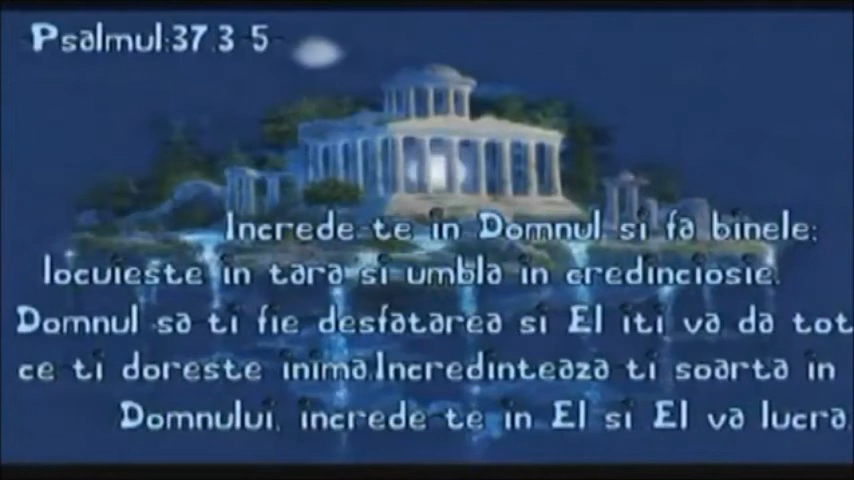 Psalmul:37.3-5
Increde-te in Domnul si fa binele:
locuieste in tara si umbla in credinciosie.
Domnul sa-ti fie desfatarea si El iti va da tot
ce-ti doreste inima.Incredinteaza-ti soarta in
Domnului, increde-te in El si El va lucra.